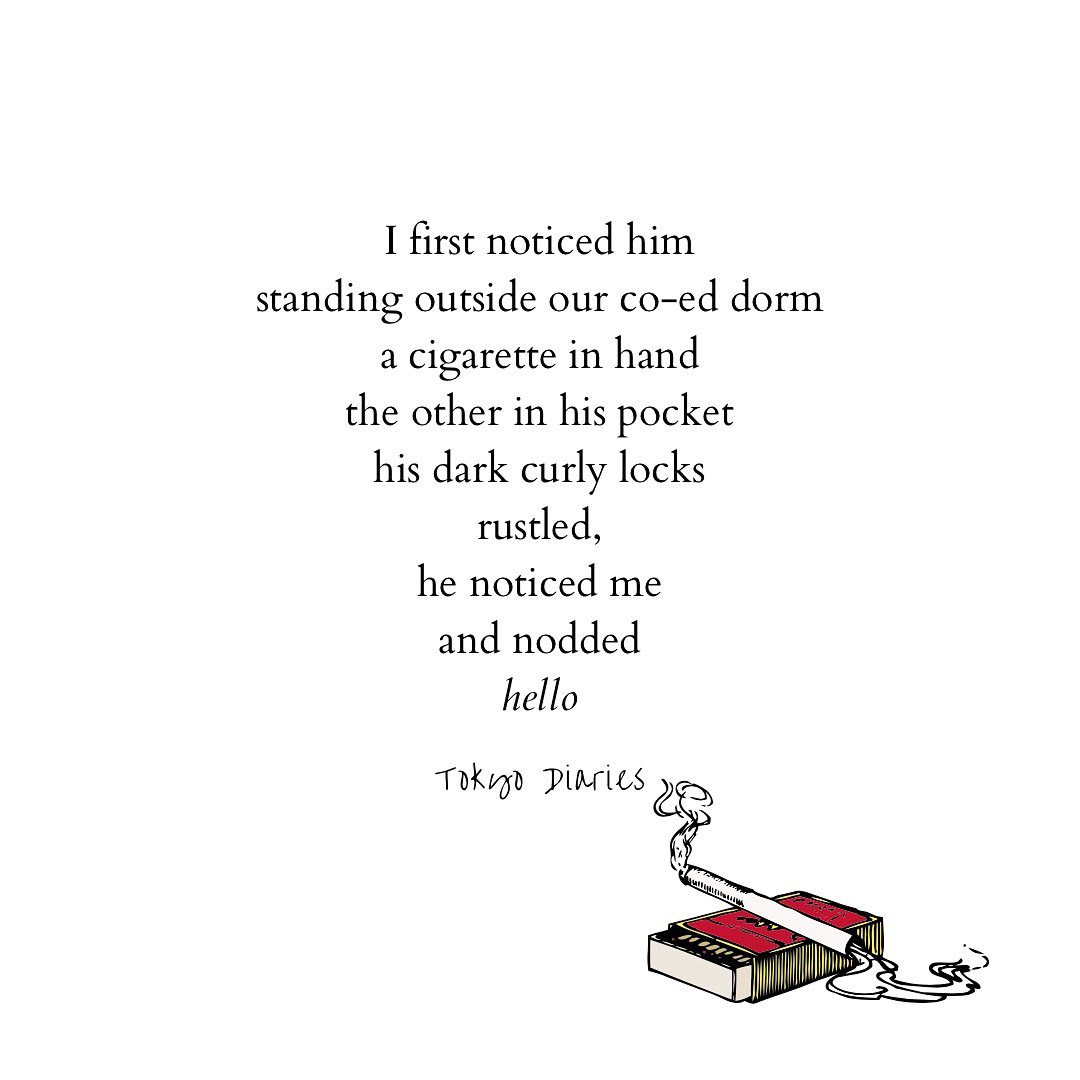 I first noticed him
standing outside our co-ed dorm
a cigarette in hand
the other in his pocket
his dark curly locks
rustled,
he noticed me
and nodded
hello
Tokyo Diaries